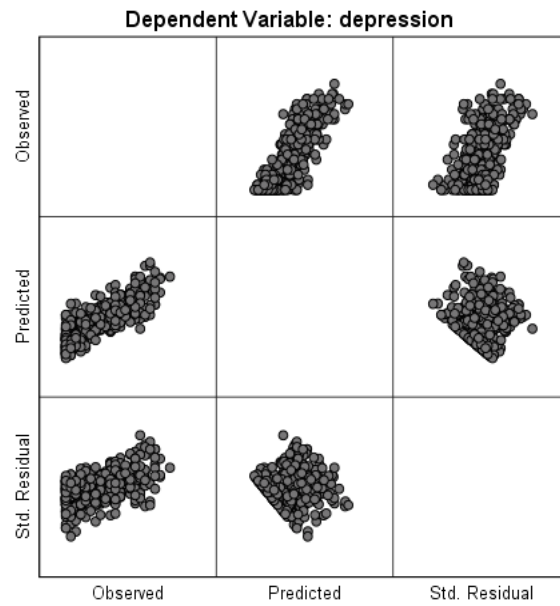 Dependent Variable: depression
Observed
Predicted
Std. Residual
Observed Predicted Std. Residual